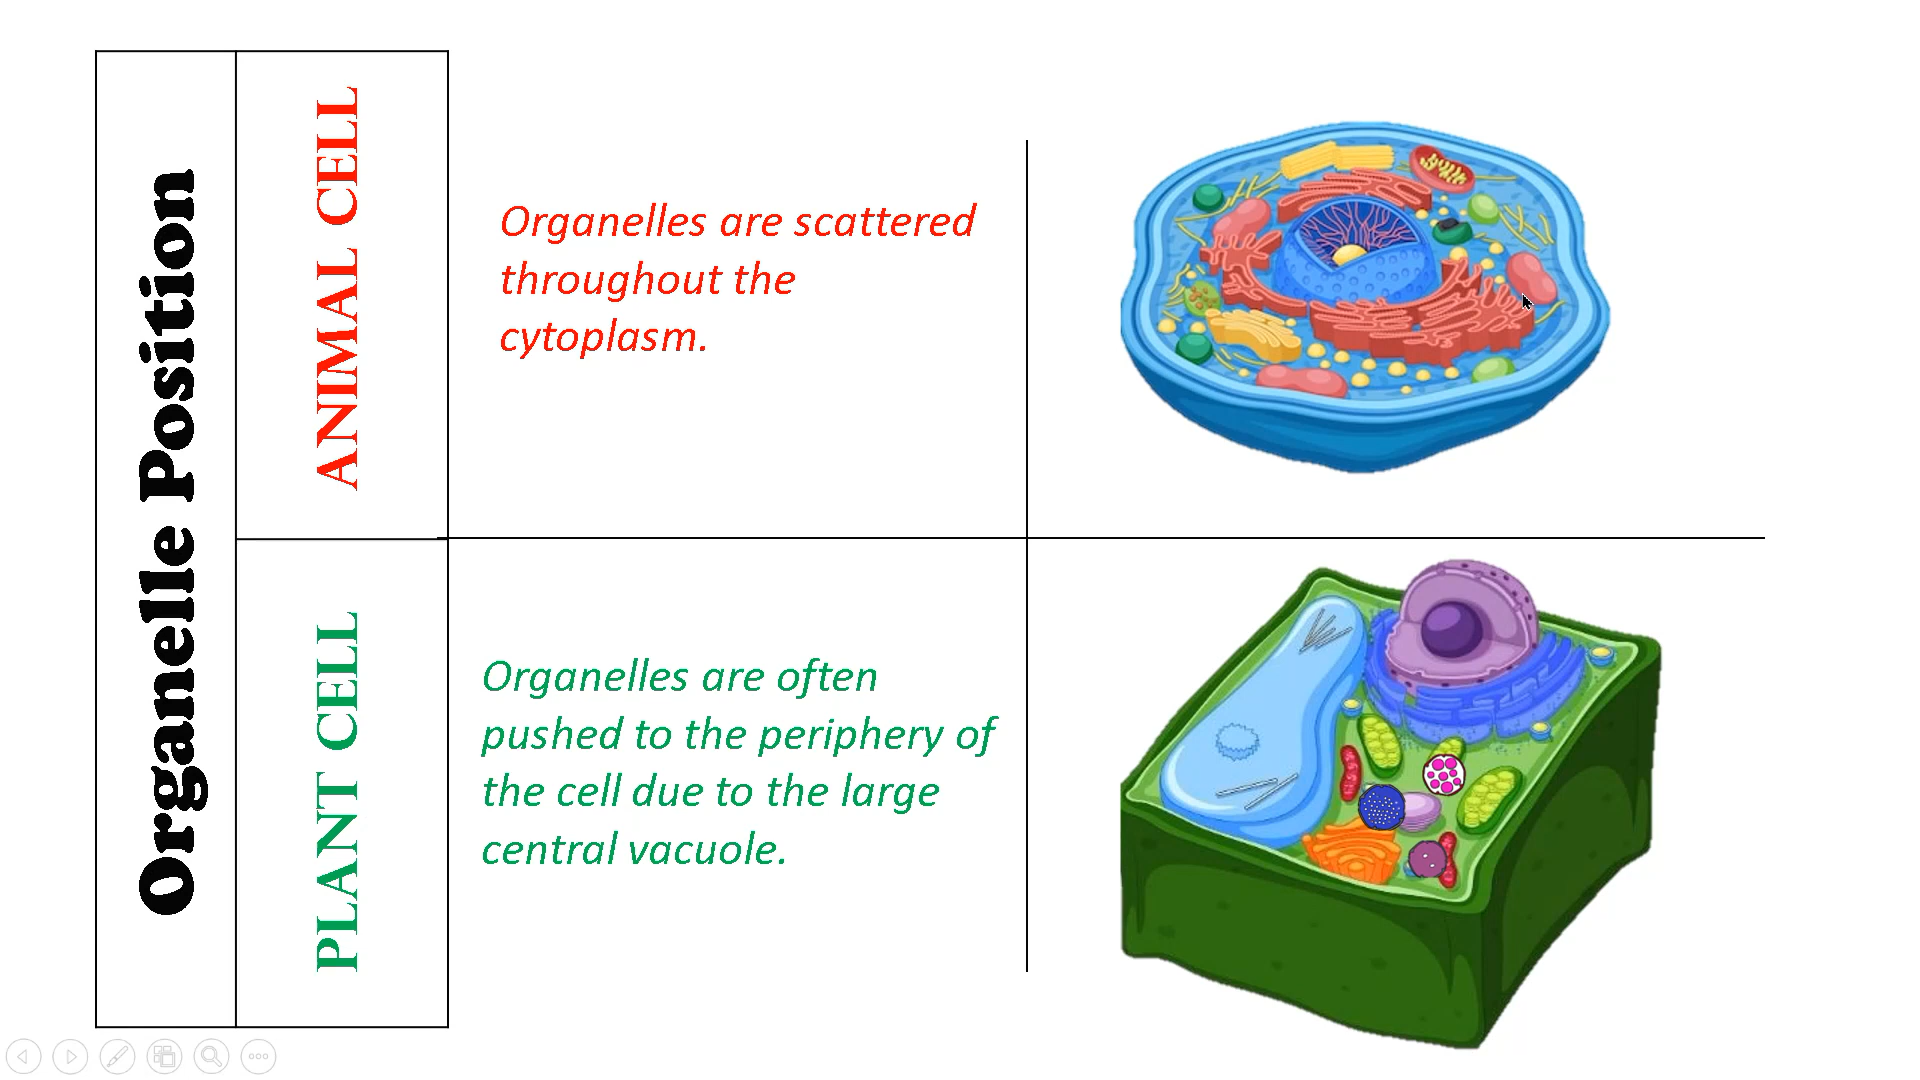 Organelle Position
ANIMAL CELL
Organelles are scattered
throughout the
cytoplasm.
PLANT CELL
Organelles are often
pushed to the periphery of
the cell due to the large
central vacuole.